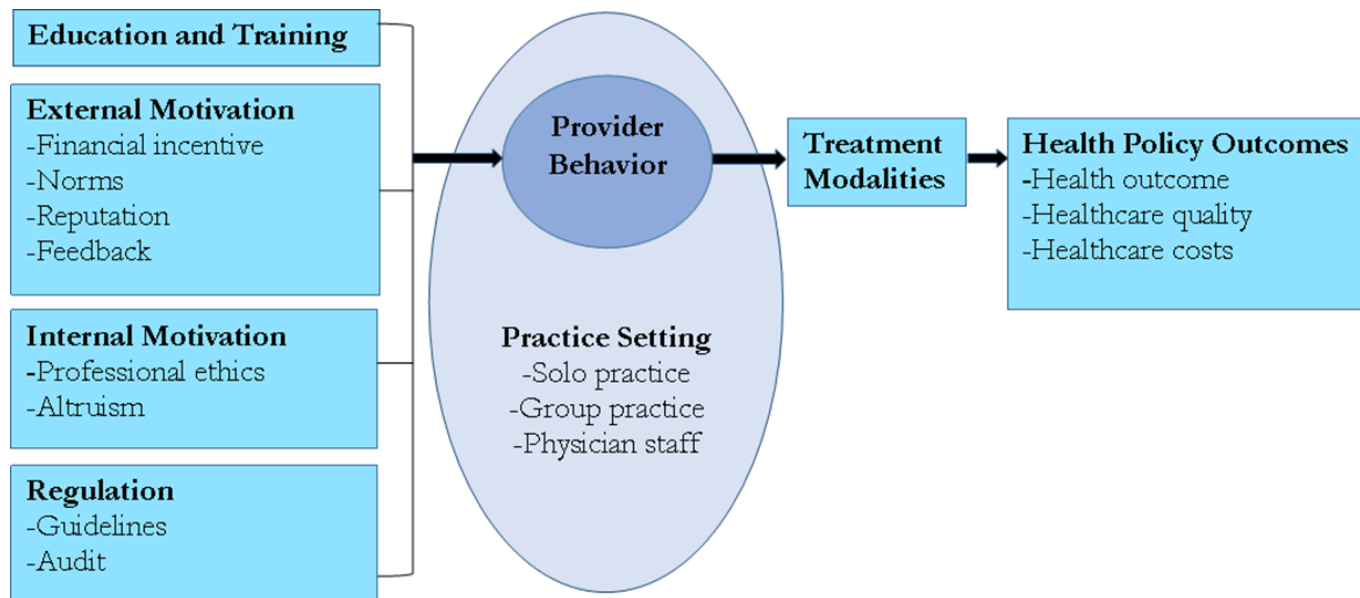 Education and Training
External Motivation
-Financial incentive
-Norms
-Reputation
-Feedback
Internal Motivation
-Professional ethics
-Altruism
Regulation
-Guidelines
-Audit
Provider
Behavior
Practice Setting
-Solo practice
-Group practice
-Physician staff
Treatment
Modalities
Health Policy Outcomes
-Health outcome
-Healthcare quality
-Healthcare costs